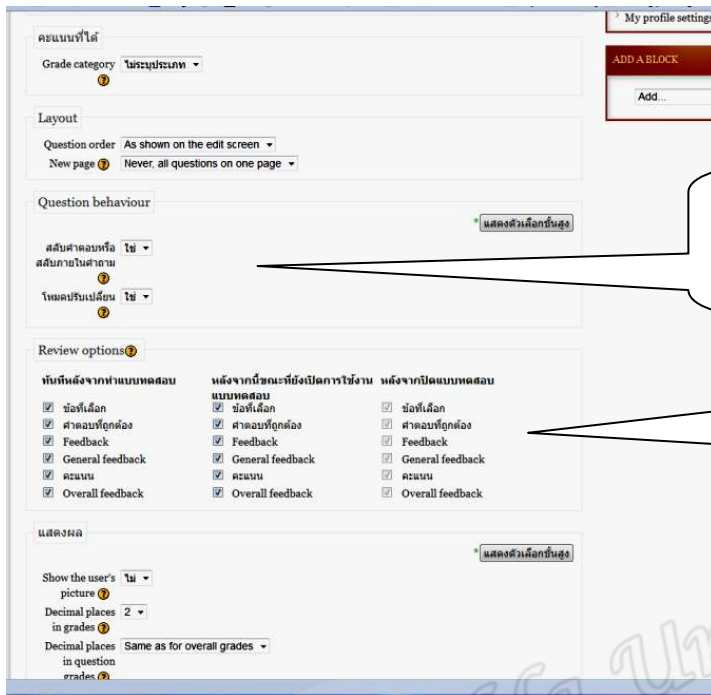 My profile settings
คะแนนที่ได้
Grade category ไม่ระบุประเภท
ADD A BLOCK
Add...
Layout
Question order As shown on the edit screen
New page Never, all questions on one page
Question behaviour
* แสดงตัวเลือกขั้นสูง
สลับคำตอบหรือ ใช่
สลับภายในคำถาม
โหมดปรับเปลี่ยน ใช่
Review options
ทันทีหลังจากทำแบบทดสอบ หลังจากนี้ขณะที่ยังเปิดการใช้งาน หลังจากปิดแบบทดสอบ
แบบทดสอบ
ข้อที่เลือก ข้อที่เลือก ข้อที่เลือก
คำตอบที่ถูกต้อง คำตอบที่ถูกต้อง คำตอบที่ถูกต้อง
Feedback Feedback Feedback
General feedback General feedback General feedback
คะแนน คะแนน คะแนน
Overall feedback Overall feedback Overall feedback
แสดงผล
* แสดงตัวเลือกขั้นสูง
Show the user's ไม่
picture
Decimal places 2
in grades
Decimal places Same as for overall grades
in question
grades